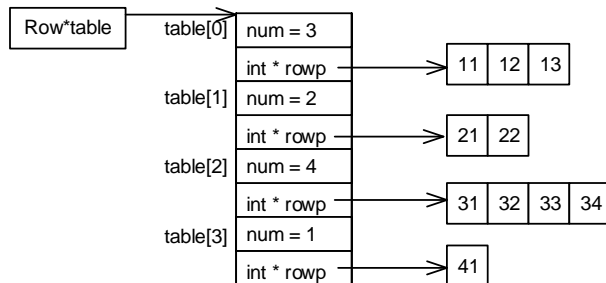 Row*table
table[0] num = 3
int * rowp 11 12 13
table[1] num = 2
int * rowp 21 22
table[2] num = 4
int * rowp 31 32 33 34
table[3] num = 1
int * rowp 41